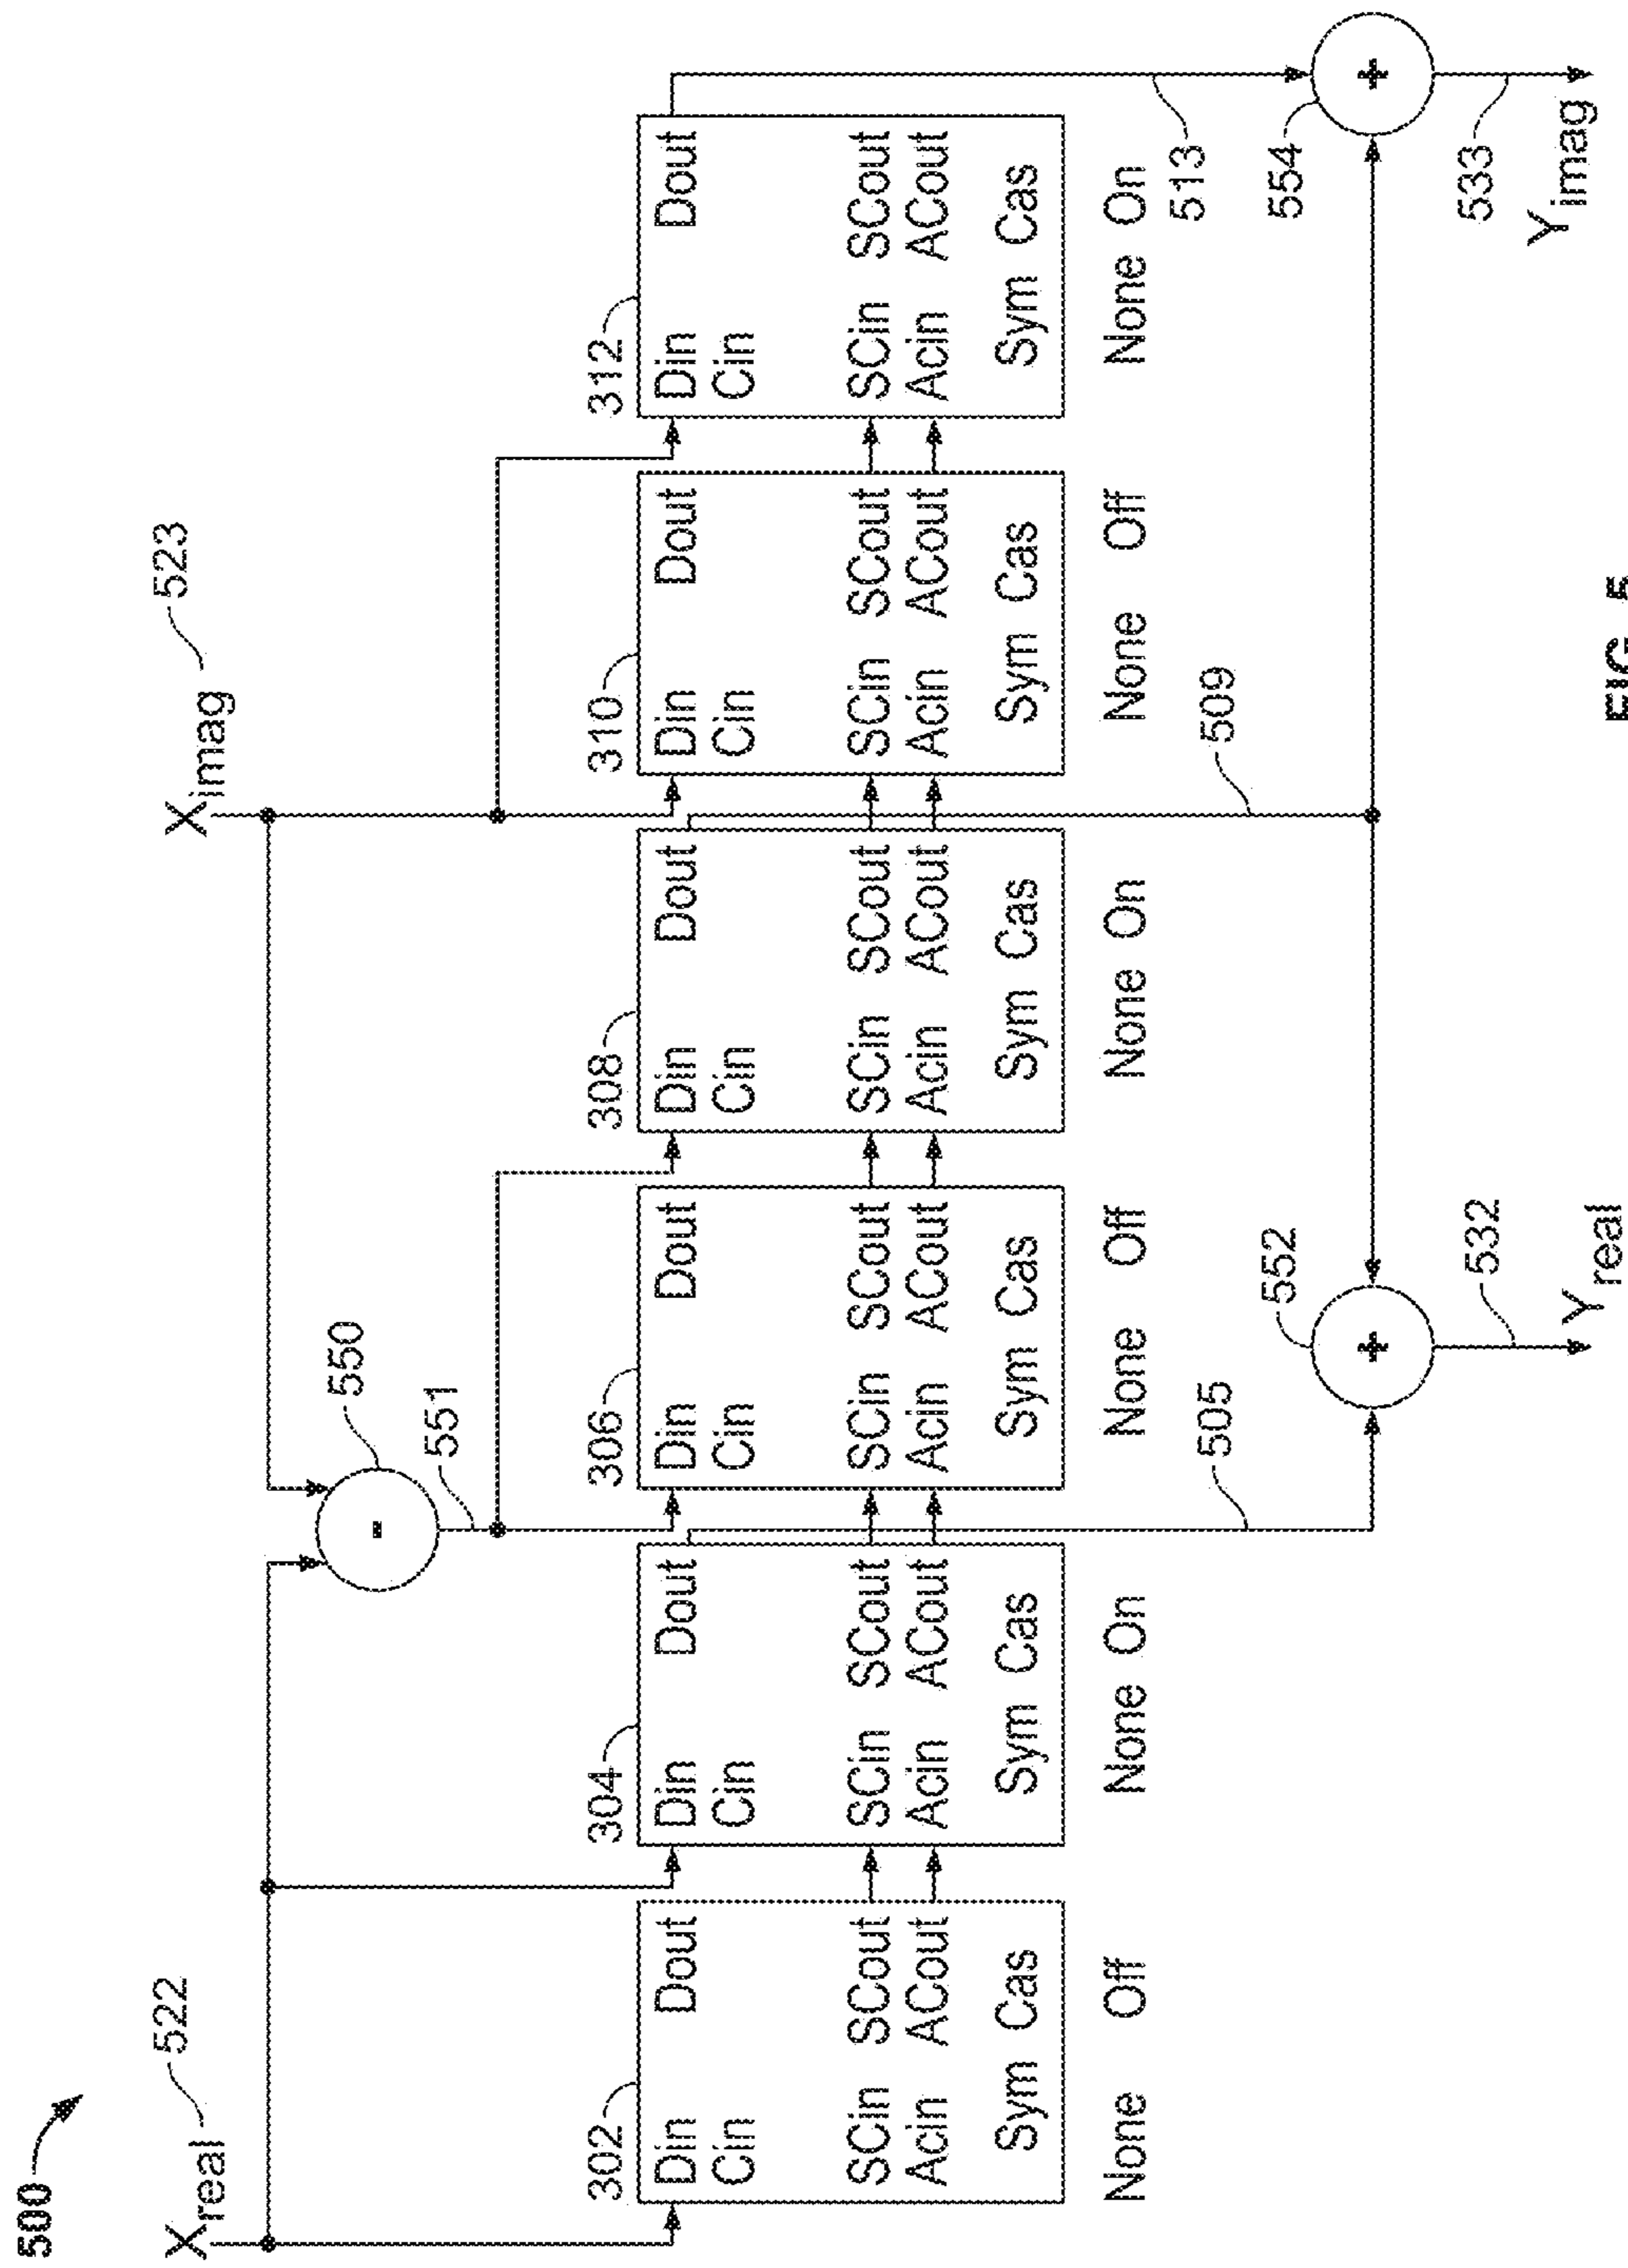 500
Xreal 522
Ximag 523
550
551
302
Din Dout
Cin
SCin SCout
Acin ACout
Sym Cas
None Off
304
Din Dout
Cin
SCin SCout
Acin ACout
Sym Cas
None On
306
Din Dout
Cin
SCin SCout
Acin ACout
Sym Cas
None Off
308
Din Dout
Cin
SCin SCout
Acin ACout
Sym Cas
None On
310
Din Dout
Cin
SCin SCout
Acin ACout
Sym Cas
None Off
312
Din Dout
Cin
SCin SCout
Acin ACout
Sym Cas
None On
505
509
513
552
554
532
533
Yreal
Yimag
-
+
+
FIG. 5